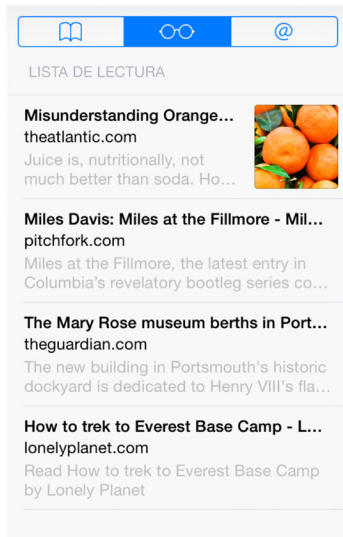 @
LISTA DE LECTURA
Misunderstanding Orange...
theatlantic.com
Juice is, nutritionally, not
much better than soda. Ho...
Miles Davis: Miles at the Fillmore - Mil...
pitchfork.com
Miles at the Fillmore, the latest entry in
Columbia's revelatory bootleg series co...
The Mary Rose museum berths in Port...
theguardian.com
The new building in Portsmouth's historic
dockyard is dedicated to Henry VIII's fla...
How to trek to Everest Base Camp - L...
lonelyplanet.com
Read How to trek to Everest Base Camp
by Lonely Planet